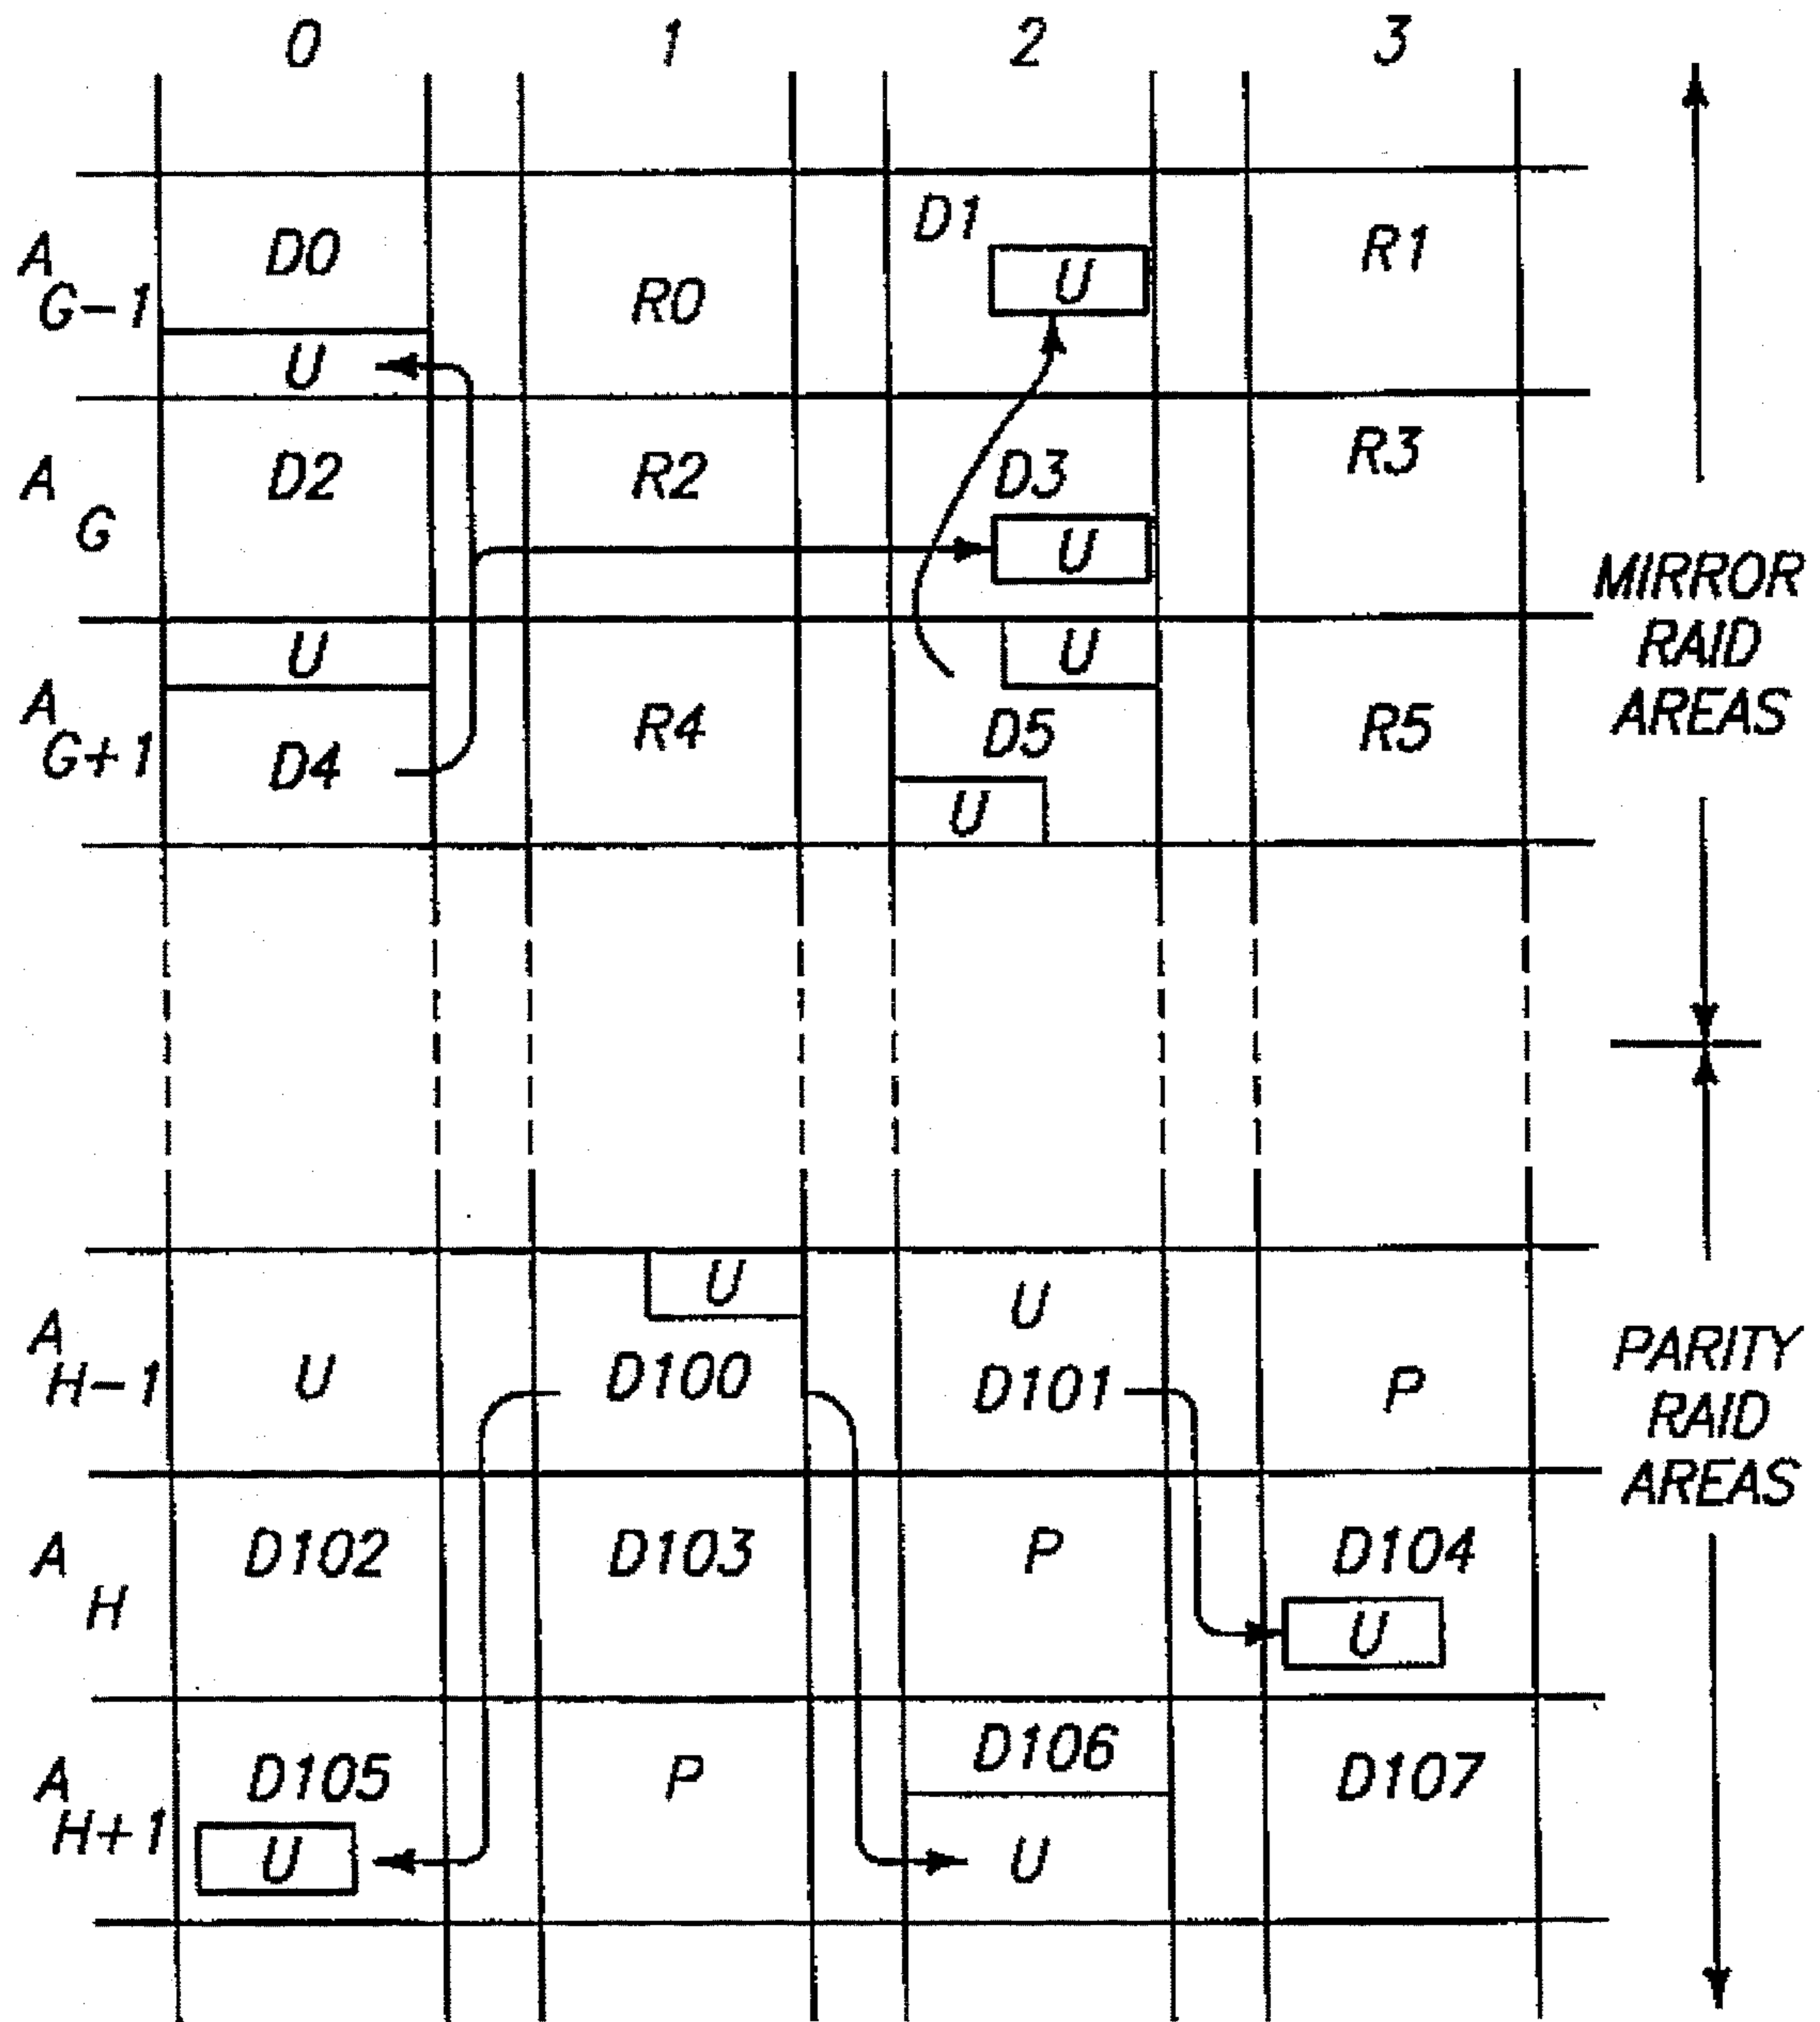 0 1 2 3
D1
A G-1 D0 R0 U R1
U
A G D2 R2 D3 R3
U
U U
A G+1 D4 R4 D5 R5
U
MIRROR
RAID
AREAS
U U
A H-1 U D100 D101 P
PARITY
RAID
AREAS
A H D102 D103 P D104
U
A H+1 D105 P D106 D107
U U